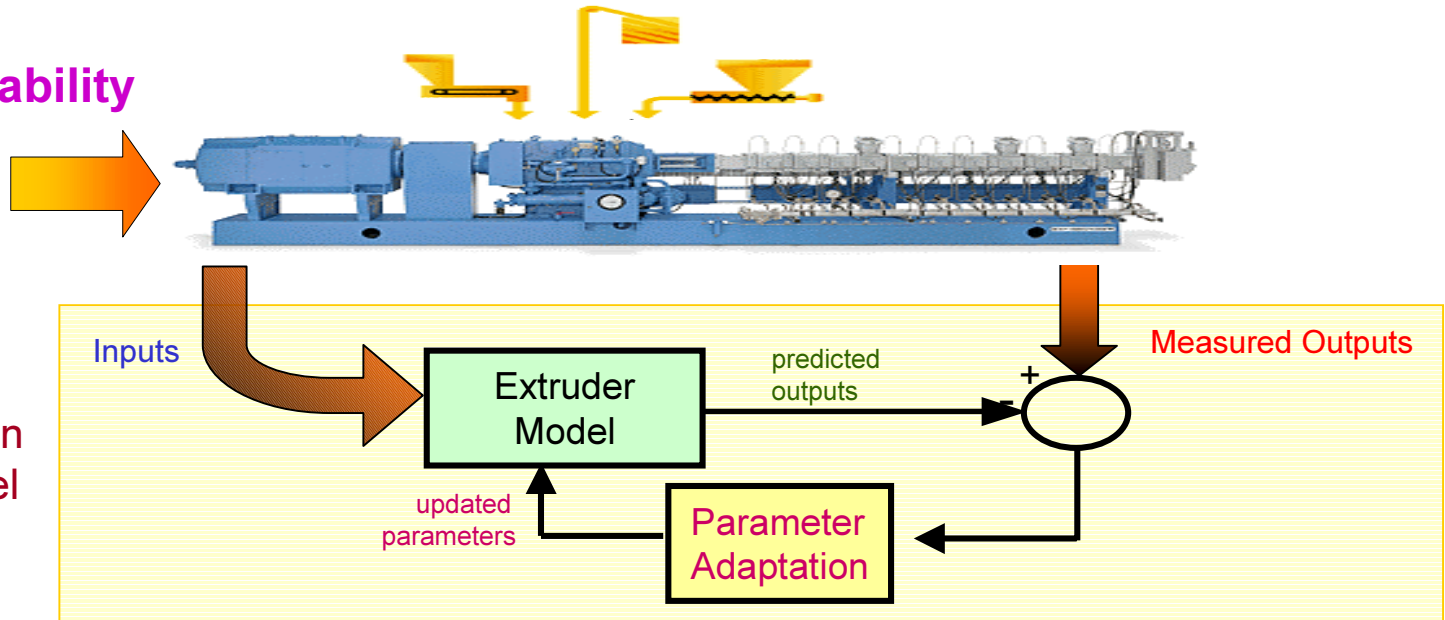 ability
Inputs
Measured Outputs
predicted
outputs
+
-
Extruder
Model
n
el
updated
parameters
Parameter
Adaptation